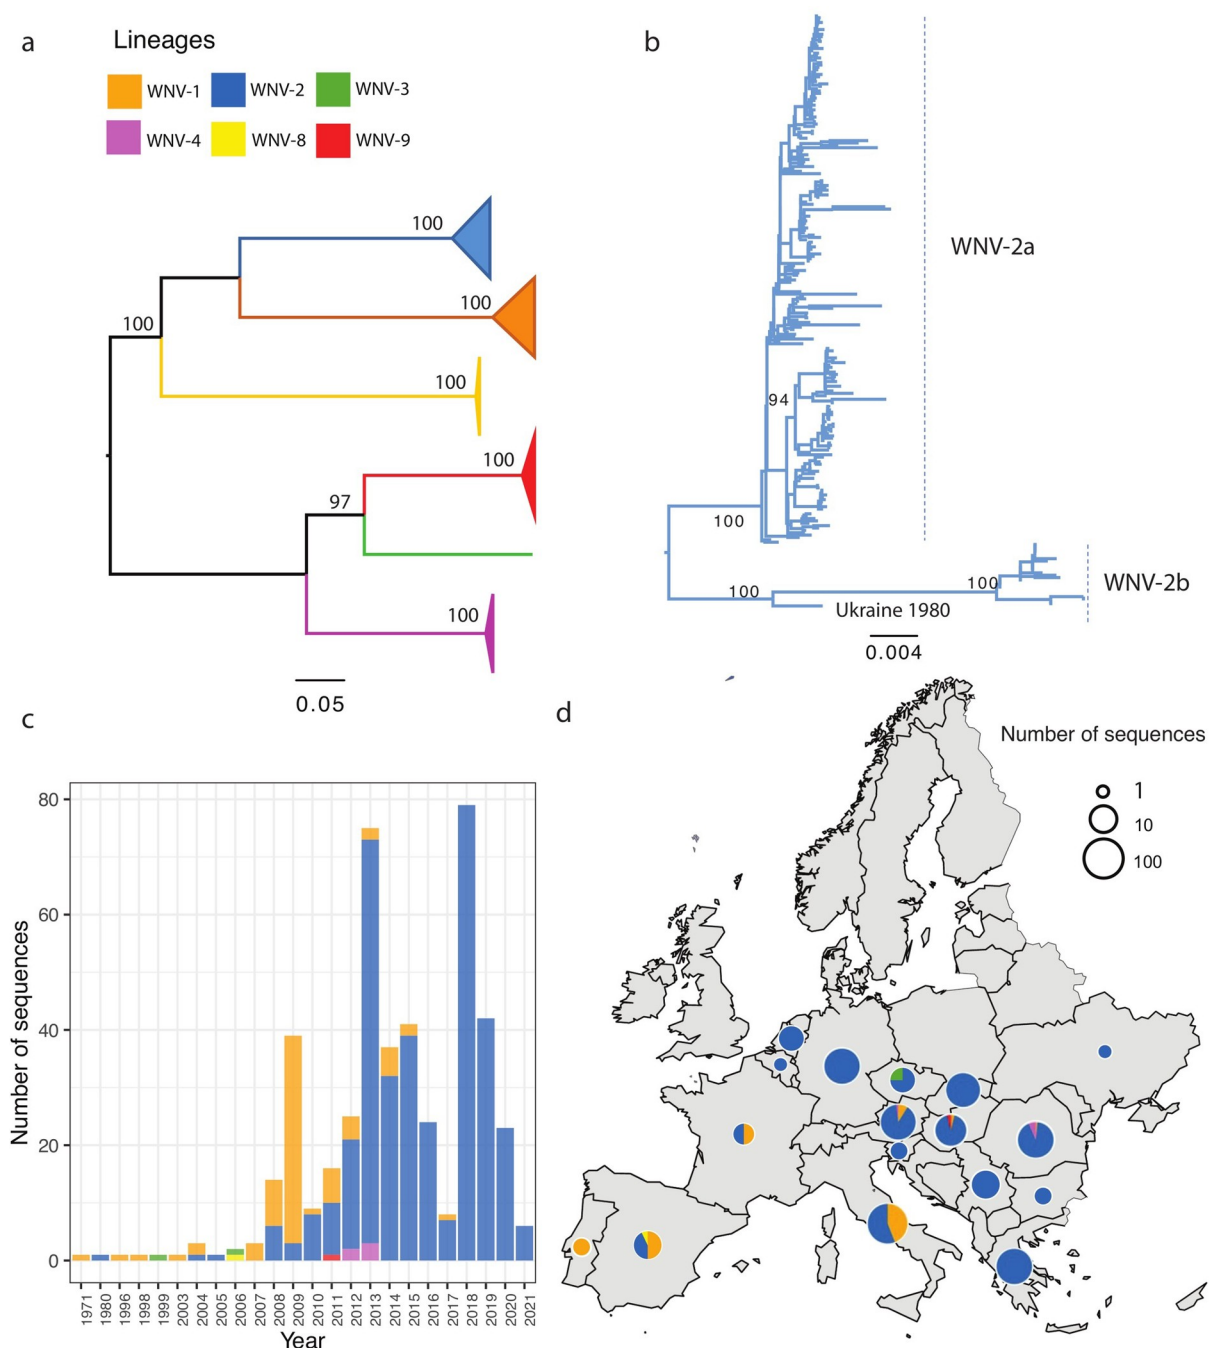 a
Lineages
WNV-1 WNV-2 WNV-3
WNV-4 WNV-8 WNV-9
100
100
100
100
100
97
100
0.05
b
WNV-2a
94
100
100
100
WNV-2b
Ukraine 1980
0.004
c
Number of sequences
80
60
40
20
0
1971 1980 1996 1998 1999 2003 2004 2005 2006 2007 2008 2009 2010 2011 2012 2013 2014 2015 2016 2017 2018 2019 2020 2021
Year
d
Number of sequences
1
10
100